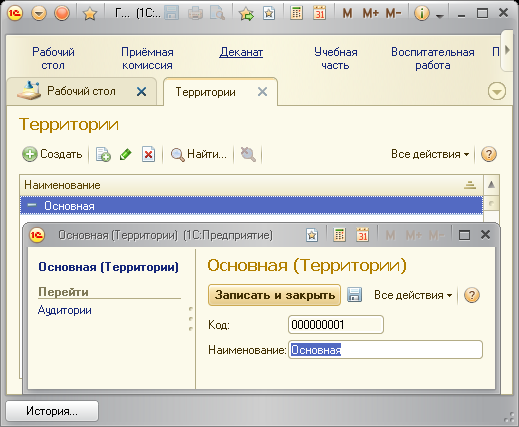 Г... (1С:...
M M+ M-
Рабочий стол
Приёмная комиссия
Деканат
Учебная часть
Воспитательная работа
П
Рабочий стол
Территории
Территории
Создать
Найти...
Все действия
Наименование
Основная
Основная (Территории) (1С:Предприятие)
M M+ M-
Основная (Территории)
Перейти
Аудитории
Основная (Территории)
Записать и закрыть
Все действия
Код:
000000001
Наименование:
Основная
История...